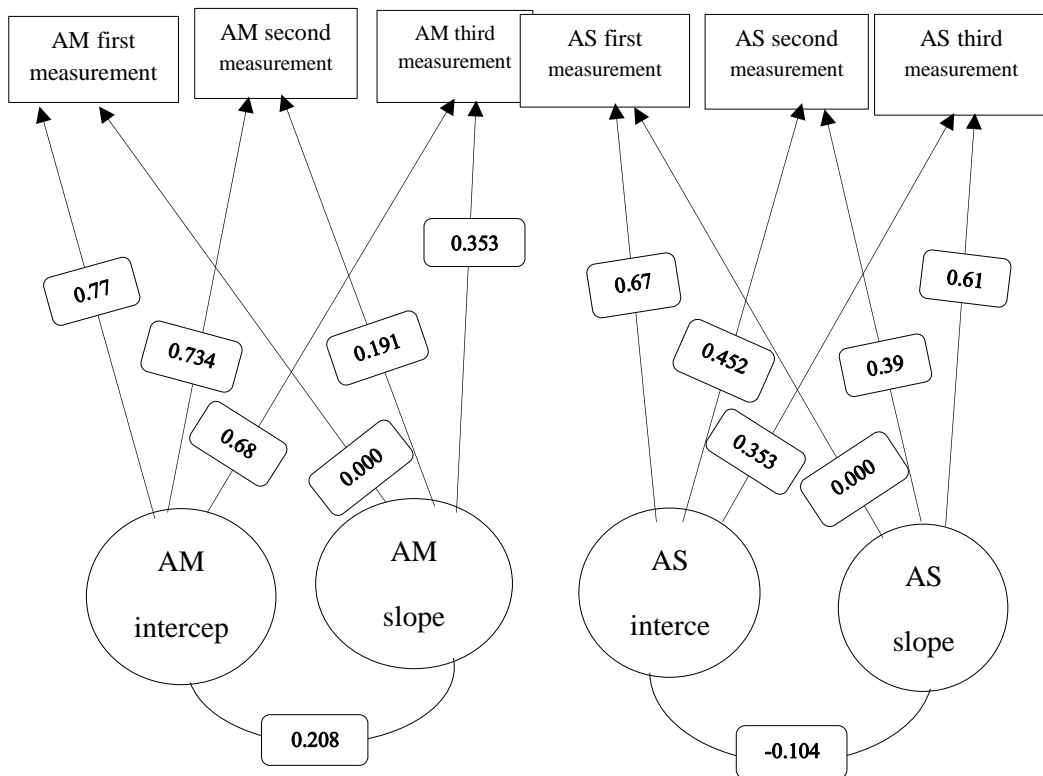 AM first
measurement
AM second
measurement
AM third
measurement
AS first
measurement
AS second
measurement
AS third
measurement
0.353
0.77
0.67
0.61
0.734
0.191
0.452
0.39
0.68
0.000
0.353
0.000
AM
intercep
AM
slope
AS
interce
AS
slope
0.208
-0.104